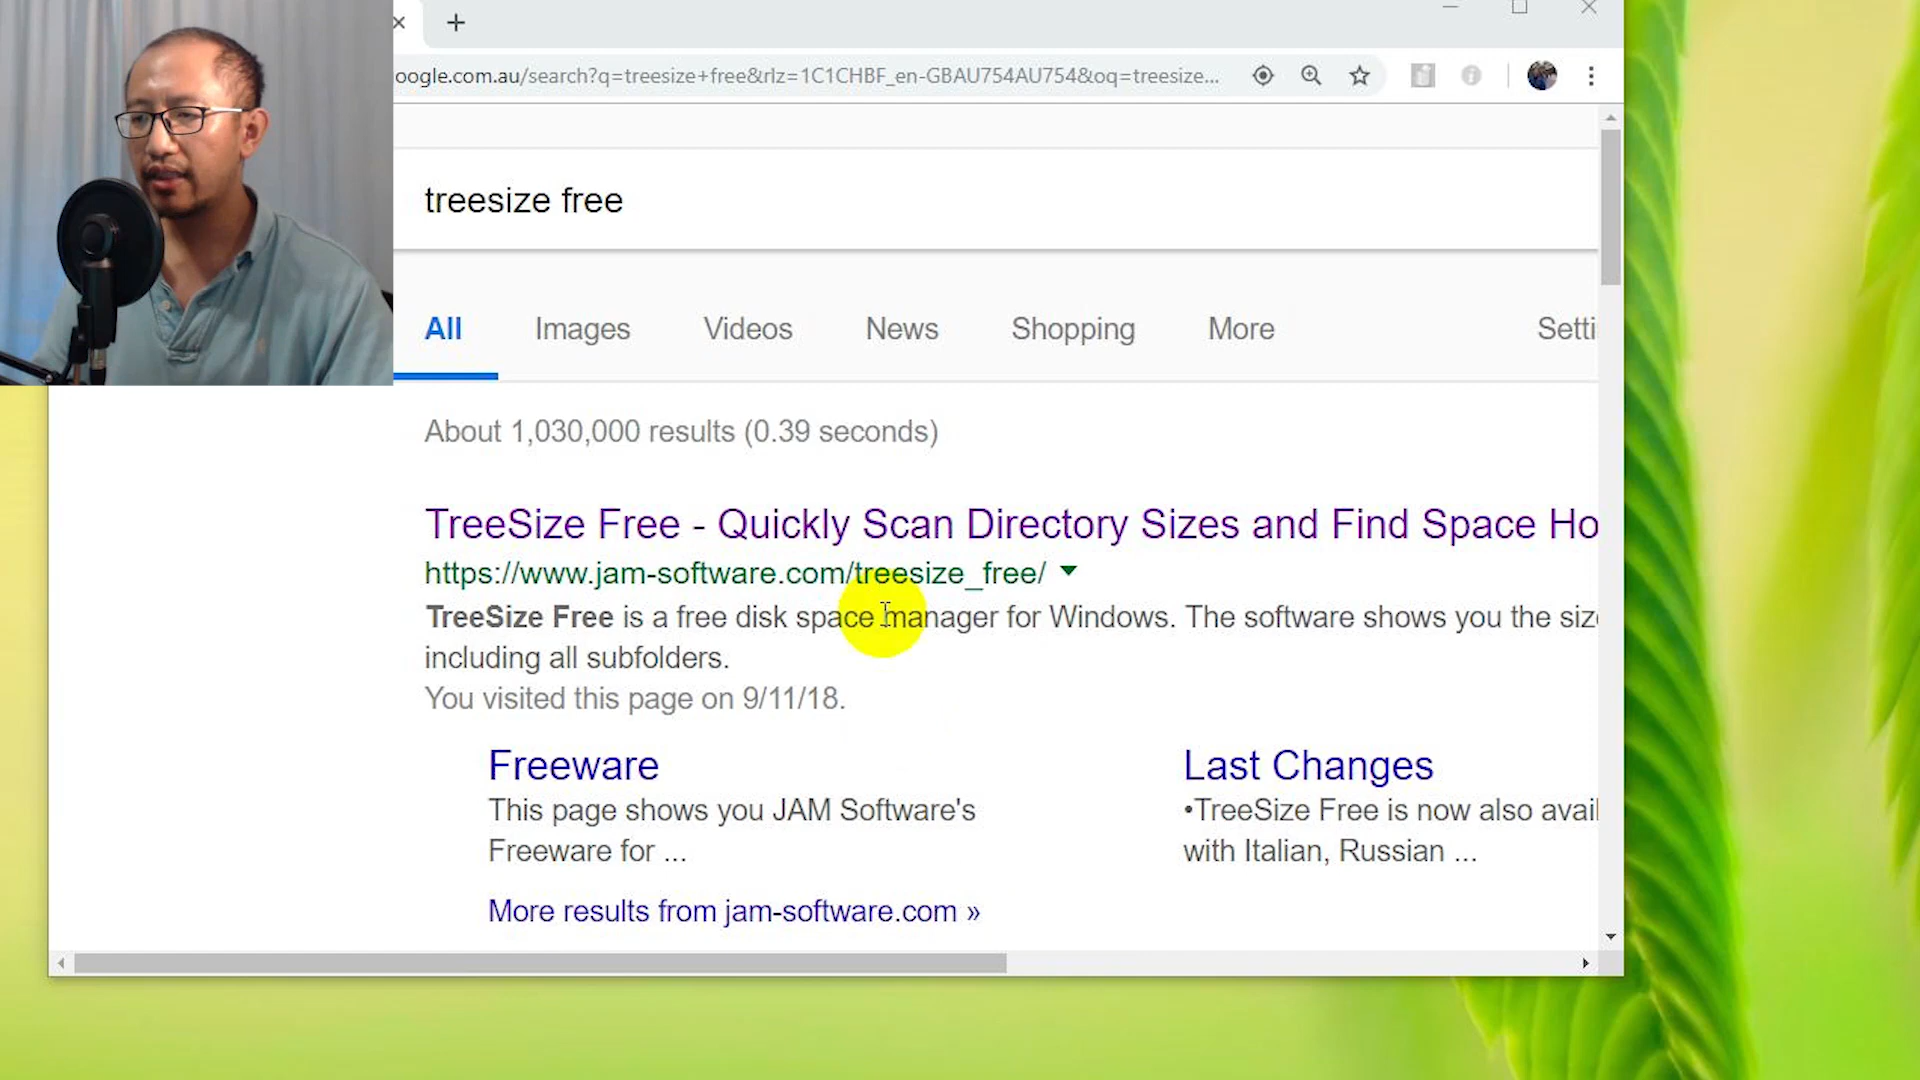 oogle.com.au/search?q=treesize+free&rlz=1C1CHBF_en-GBAU754AU754&oq=treesize...
treesize free
All Images Videos News Shopping More Setti
About 1,030,000 results (0.39 seconds)
TreeSize Free - Quickly Scan Directory Sizes and Find Space Ho
https://www.jam-software.com/treesize_free/
TreeSize Free is a free disk space manager for Windows. The software shows you the size
including all subfolders.
You visited this page on 9/11/18.
Freeware
This page shows you JAM Software's
Freeware for ...
Last Changes
•TreeSize Free is now also avail
with Italian, Russian ...
More results from jam-software.com »